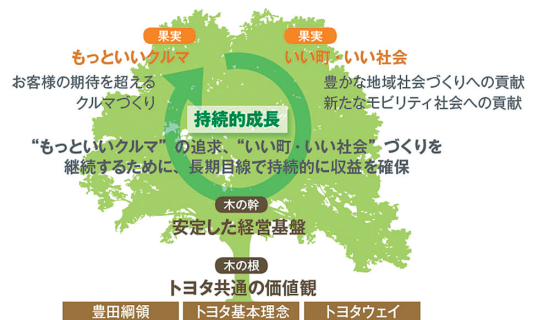 果実
もっといいクルマ
お客様の期待を超える
クルマづくり
果実
いい町・いい社会
豊かな地域社会づくりへの貢献
新たなモビリティ社会への貢献
持続的成長
“もっといいクルマ”の追求、“いい町・いい社会”づくりを
継続するために、長期目線で持続的に収益を確保
木の幹
安定した経営基盤
木の根
トヨタ共通の価値観
豊田綱領
トヨタ基本理念
トヨタウェイ